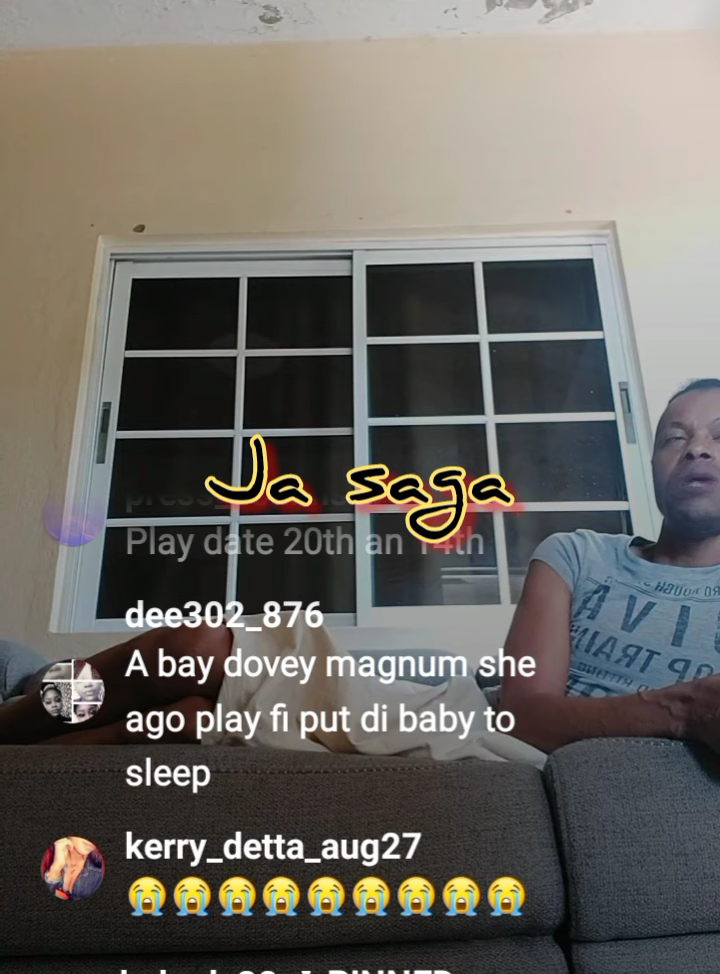 Ja saga
Play date 20th an 14th
dee302_876
A bay dovey magnum she
ago play fi put di baby to
sleep
kerry_detta_aug27
😭😭😭😭😭😭😭😭😭